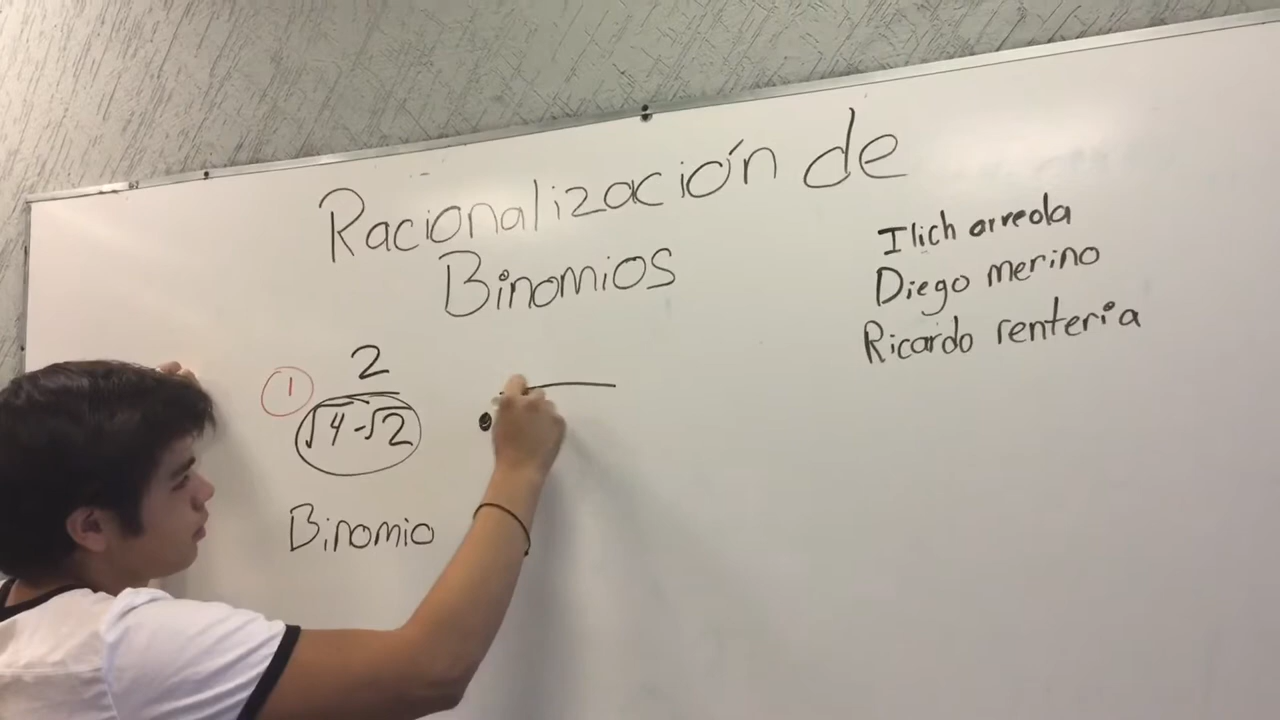 Racionalización de
Binomios
Ilich arreola
Diego merino
Ricardo renteria
1
2
√4-√2
Binomio